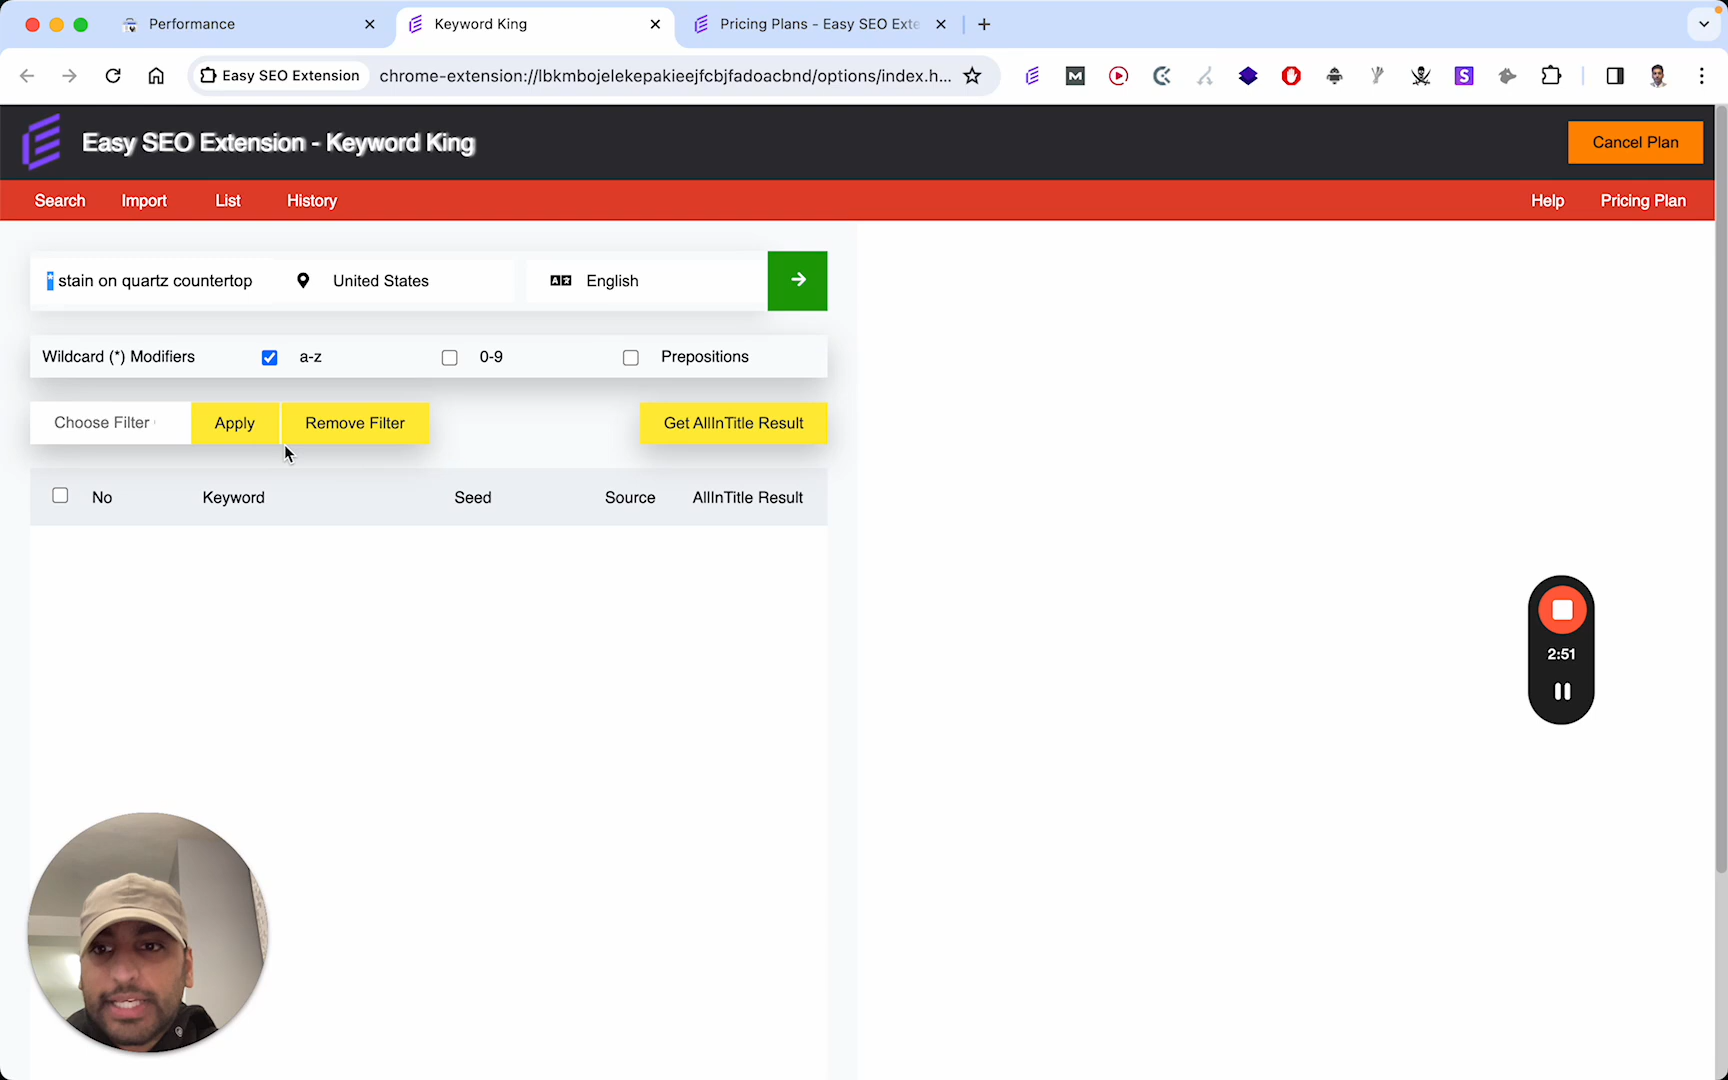 Performance
Keyword King
Pricing Plans - Easy SEO Exte
Easy SEO Extension
chrome-extension://lbkmbojelekepakieejfcbjfadoacbnd/options/index.h...
Easy SEO Extension - Keyword King
Cancel Plan
Search
Import
List
History
Help
Pricing Plan
* stain on quartz countertop
United States
English
Wildcard (*) Modifiers
a-z
0-9
Prepositions
Choose Filter
Apply
Remove Filter
Get AllInTitle Result
No
Keyword
Seed
Source
AllInTitle Result
2:51